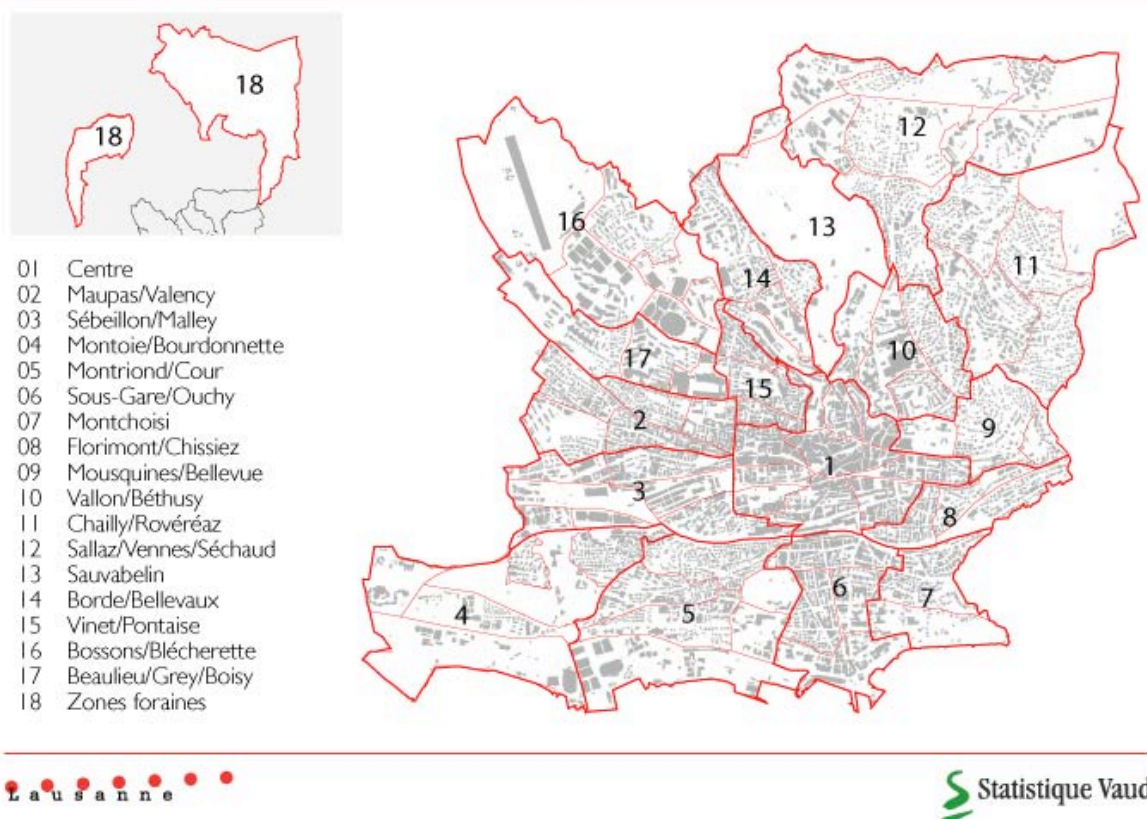 18
18
01 Centre
02 Maupas/Valency
03 Sébeillon/Malley
04 Montoie/Bourdonnette
05 Montriond/Cour
06 Sous-Gare/Ouchy
07 Montchoisi
08 Florimont/Chissiez
09 Mousquines/Bellevue
10 Vallon/Béthusy
11 Chailly/Rovéréaz
12 Sallaz/Vennes/Séchaud
13 Sauvabelin
14 Borde/Bellevaux
15 Vinet/Pontaise
16 Bossons/Blécherette
17 Beaulieu/Grey/Boisy
18 Zones foraines
12
16
13
11
14
10
17
15
2
9
1
3
8
6
7
4
5
Lausanne
Statistique Vaud